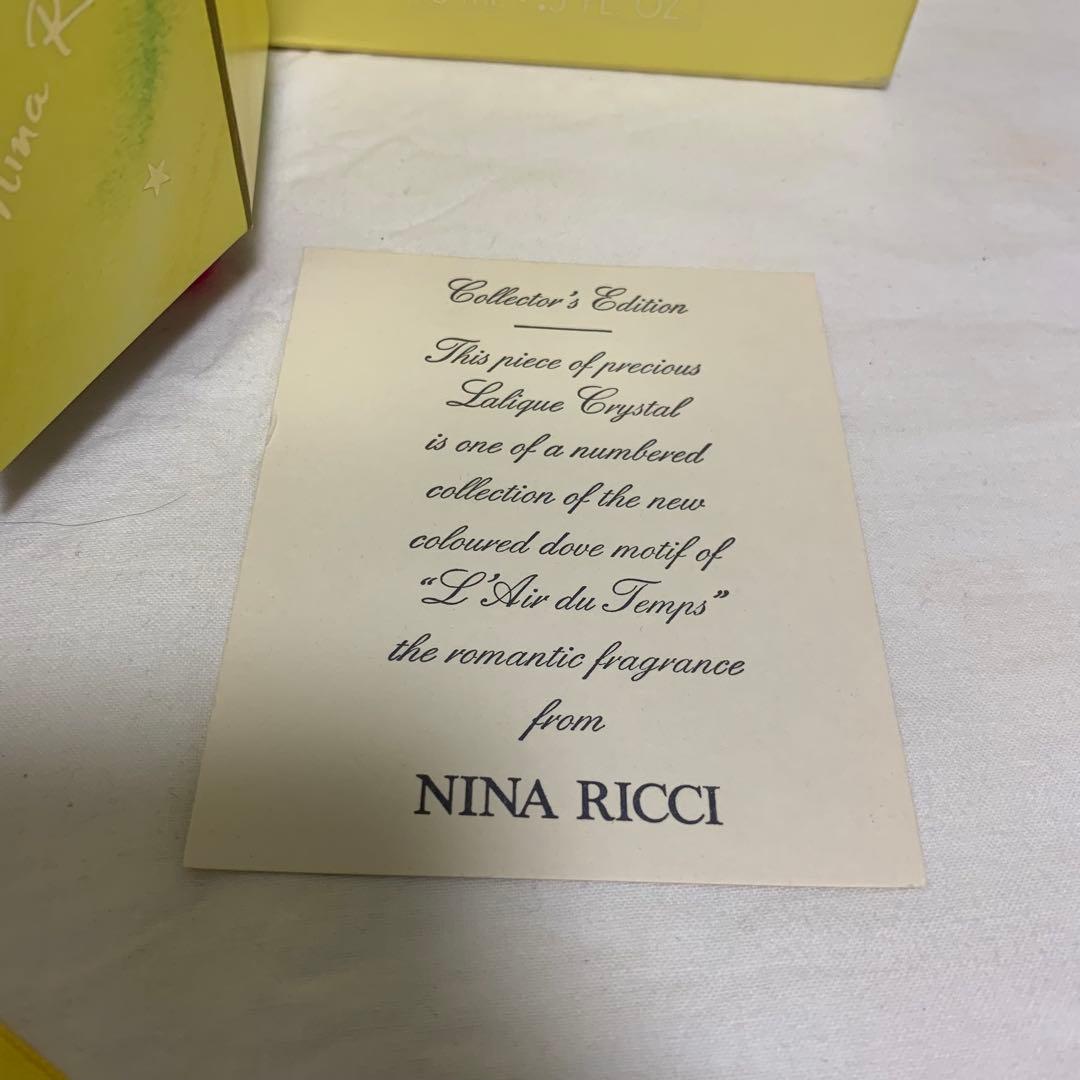 Nina R
Collector's Edition
This piece of precious
Lalique Crystal
is one of a numbered
collection of the new
coloured dove motif of
"L'Air du Temps"
the romantic fragrance
from
NINA RICCI